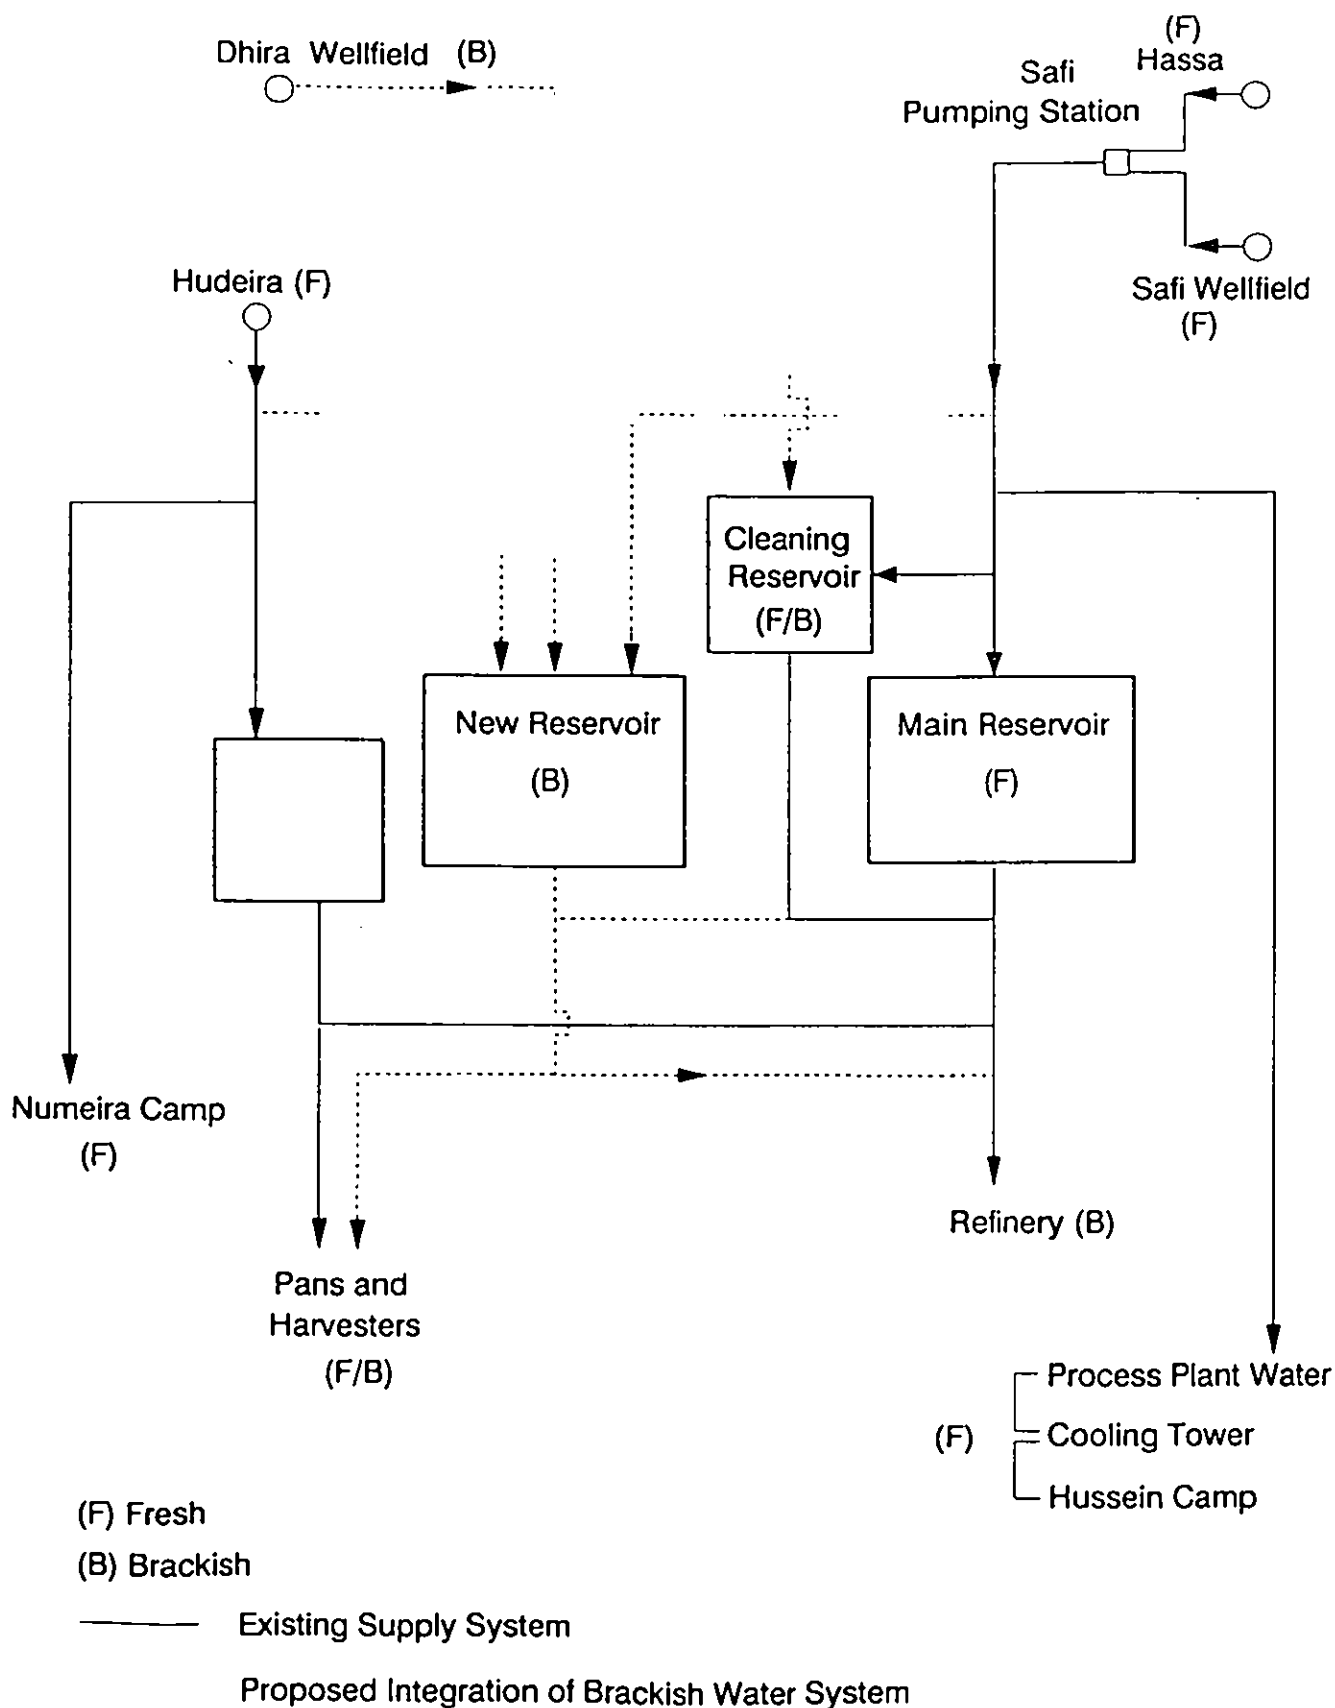 Dhira Wellfield (B)
(F)
Hassa
Safi
Pumping Station
Safi Wellfield
(F)
Hudeira (F)
Cleaning
Reservoir
(F/B)
New Reservoir
(B)
Main Reservoir
(F)
Numeira Camp
(F)
Pans and
Harvesters
(F/B)
Refinery (B)
Process Plant Water
(F) Cooling Tower
Hussein Camp
(F) Fresh
(B) Brackish
Existing Supply System
Proposed Integration of Brackish Water System